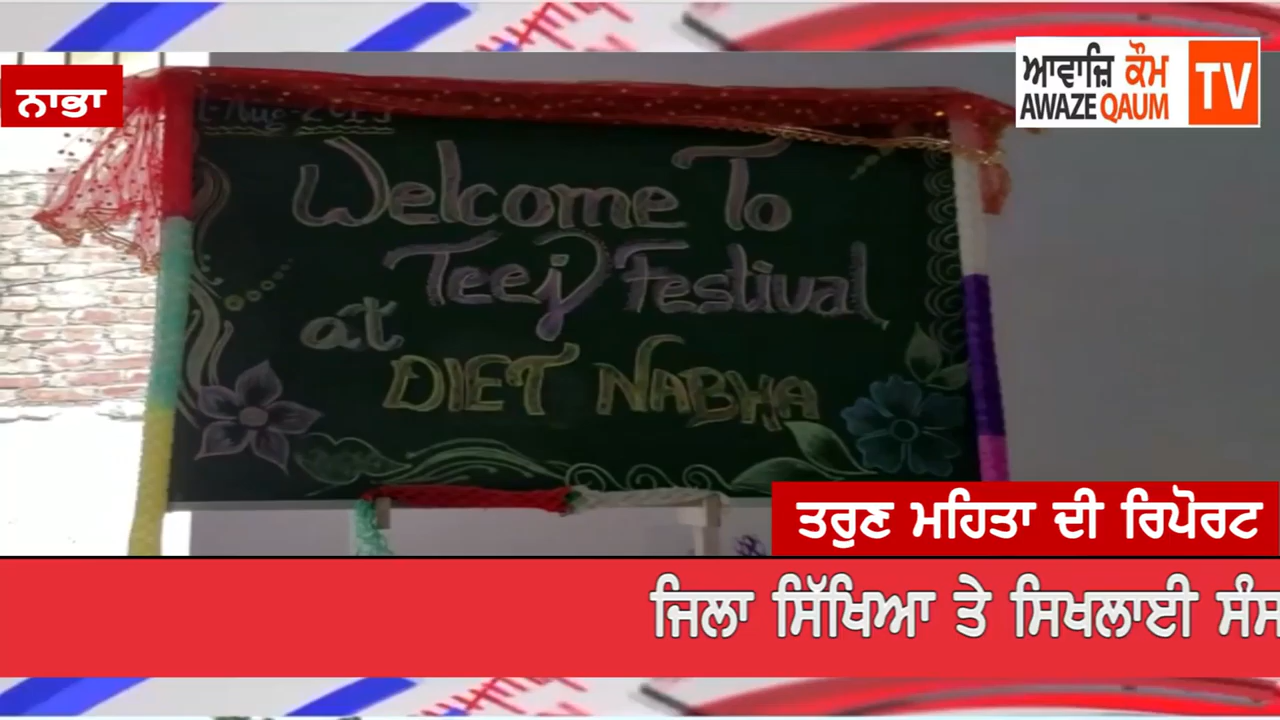 ਨਾਭਾ
ਆਵਾਜ਼ਿ ਕੌਮ
AWAZE QAUM
TV
Welcome To
Teej Festival
at
DIET NABHA
ਤਰੁਣ ਮਹਿਤਾ ਦੀ ਰਿਪੋਰਟ
ਜਿਲਾ ਸਿੱਖਿਆ ਤੇ ਸਿਖਲਾਈ